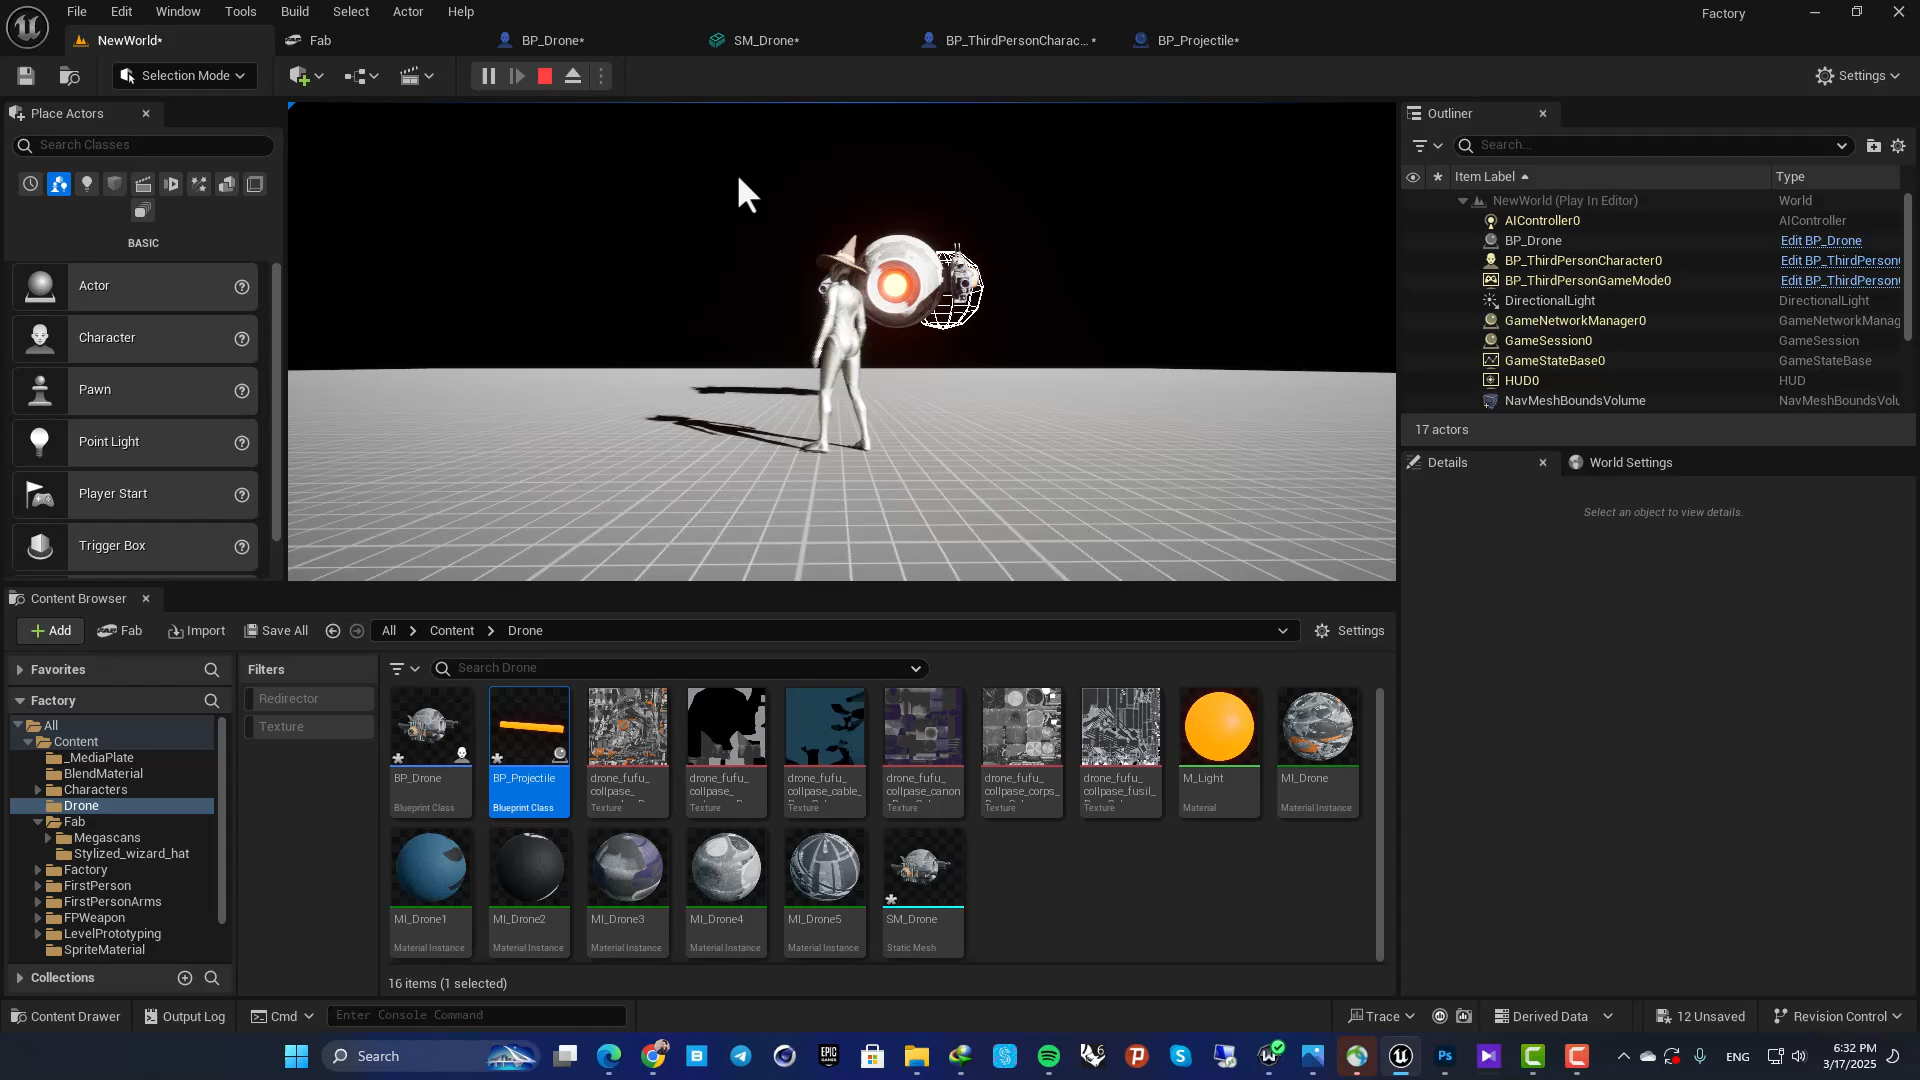 File Edit Window Tools Build Select Actor Help
Factory
NewWorld*
Fab
BP_Drone*
SM_Drone*
BP_ThirdPersonCharac... *
BP_Projectile*
Selection Mode
Settings
Place Actors
Search Classes
BASIC
Actor
Character
Pawn
Point Light
Player Start
Trigger Box
Outliner
Search...
Item Label
Type
NewWorld (Play In Editor) World
AIController0 AIController
BP_Drone Edit BP_Drone
BP_ThirdPersonCharacter0 Edit BP_ThirdPerson
BP_ThirdPersonGameMode0 Edit BP_ThirdPerson
DirectionalLight DirectionalLight
GameNetworkManager0 GameNetworkManag
GameSession0 GameSession
GameStateBase0 GameStateBase
HUD0 HUD
NavMeshBoundsVolume NavMeshBoundsVolu
17 actors
Details
World Settings
Select an object to view details.
Content Browser
Add
Fab
Import
Save All
All
Content
Drone
Settings
Favorites
Factory
All
Content
_MediaPlate
BlendMaterial
Characters
Drone
Fab
Megascans
Stylized_wizard_hat
Factory
FirstPerson
FirstPersonArms
FPWeapon
LevelPrototyping
SpriteMaterial
Collections
Filters
Redirector
Texture
Search Drone
BP_Drone
Blueprint Class
BP_Projectile
Blueprint Class
drone_fufu_
collpase_
Texture
drone_fufu_
collpase_
Texture
drone_fufu_
collpase_cable_
Texture
drone_fufu_
collpase_canon
Texture
drone_fufu_
collpase_corps_
Texture
drone_fufu_
collpase_fusil_
Texture
M_Light
Material
MI_Drone
Material Instance
MI_Drone1
Material Instance
MI_Drone2
Material Instance
MI_Drone3
Material Instance
MI_Drone4
Material Instance
MI_Drone5
Material Instance
SM_Drone
Static Mesh
16 items (1 selected)
Content Drawer
Output Log
Cmd
Enter Console Command
Trace
Derived Data
12 Unsaved
Revision Control
Search
EPIC
GAMES
6
ENG
6:32 PM
3/17/2025